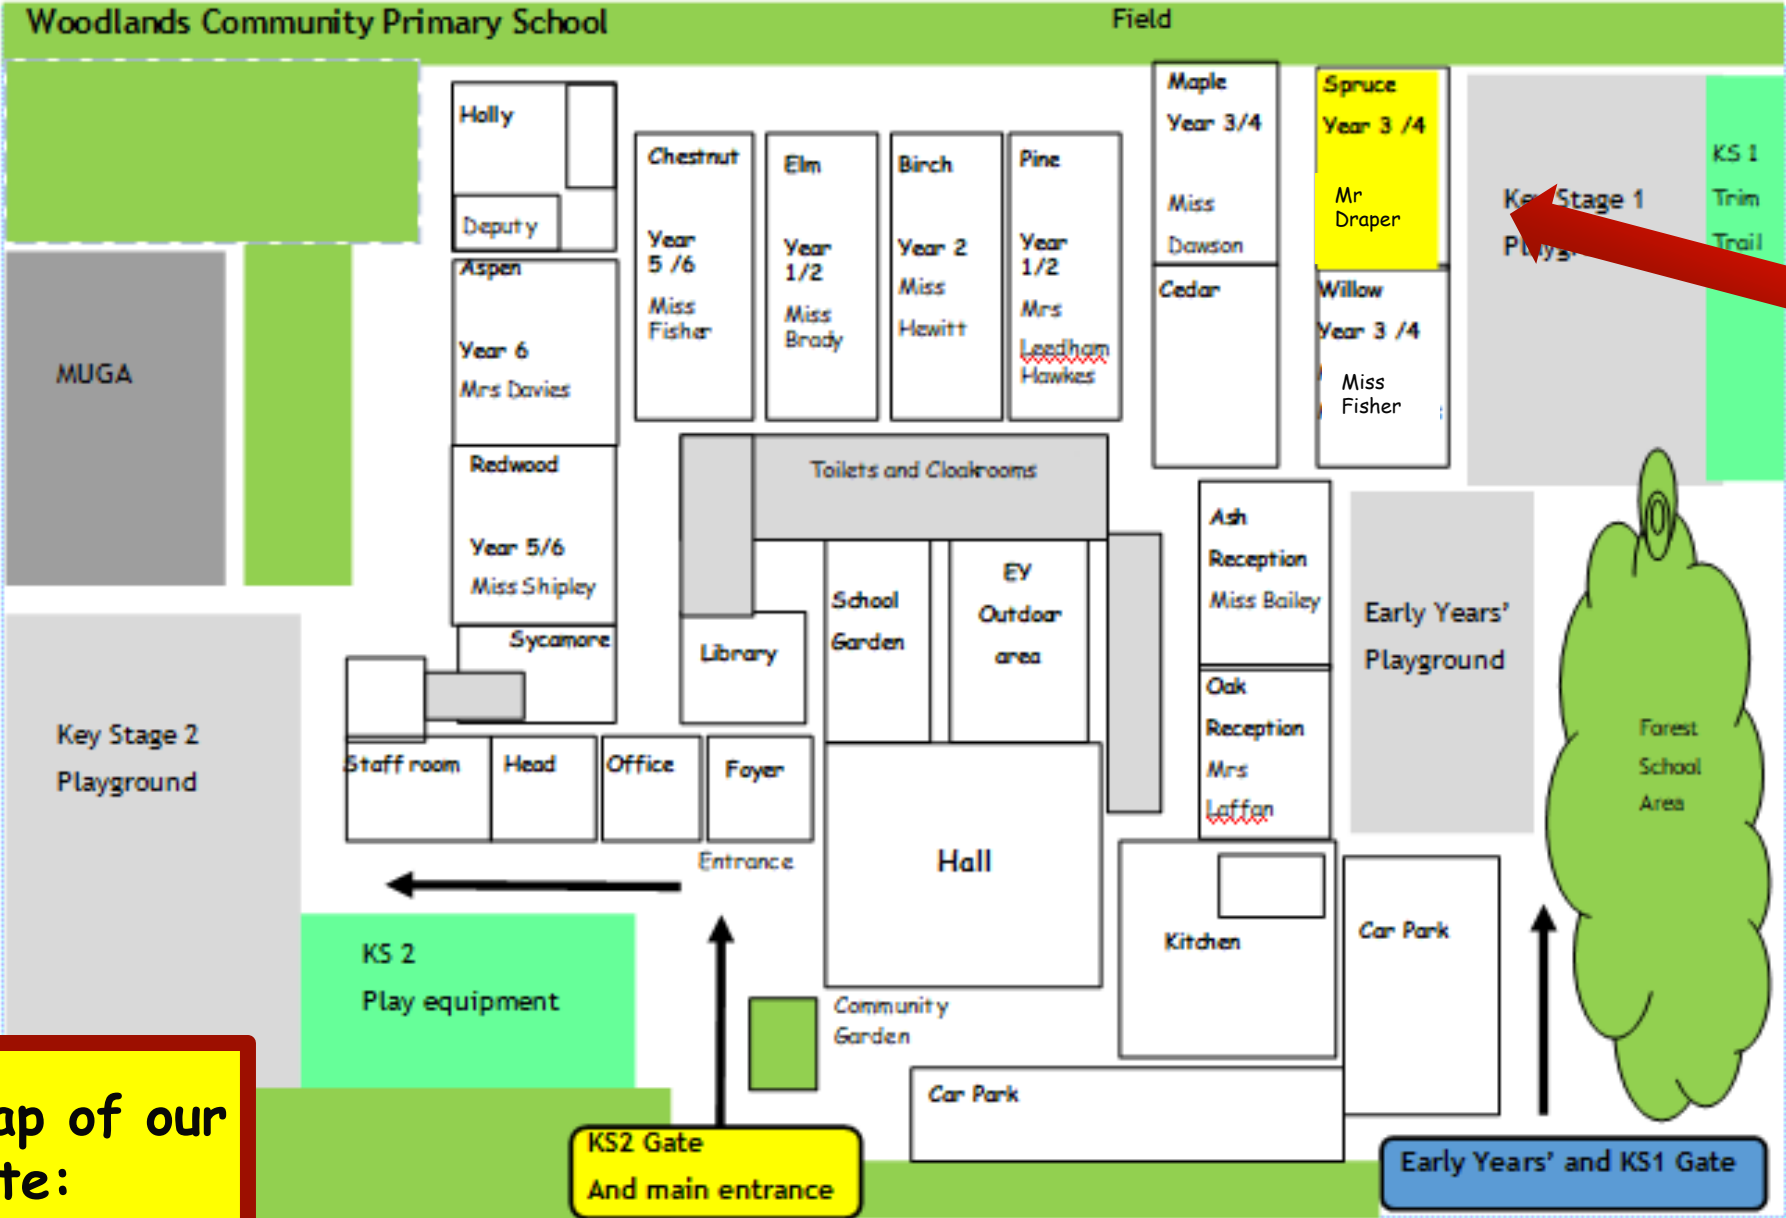 Woodlands Community Primary School
Field
Holly
Deputy
Aspen
Year 6
Mrs Davies
Redwood
Year 5/6
Miss Shipley
Sycamore
Chestnut
Year
5 /6
Miss
Fisher
Elm
Year
1/2
Miss
Brady
Birch
Year 2
Miss
Hewitt
Pine
Year
1/2
Mrs
Leedham
Hawkes
Maple
Year 3/4
Miss
Dawson
Cedar
Spruce
Year 3 /4
Mr
Draper
Willow
Year 3 /4
Miss
Fisher
Key Stage 1
KS 1
Trim
Trail
MUGA
Toilets and Cloakrooms
School
Garden
EY
Outdoor
area
Library
Ash
Reception
Miss Bailey
Oak
Reception
Mrs
Laffan
Early Years’
Playground
Forest
School
Area
Key Stage 2
Playground
Staff room
Head
Office
Foyer
Entrance
Hall
Kitchen
Car Park
KS 2
Play equipment
Community
Garden
Car Park
ap of our
te:
KS2 Gate
And main entrance
Early Years’ and KS1 Gate